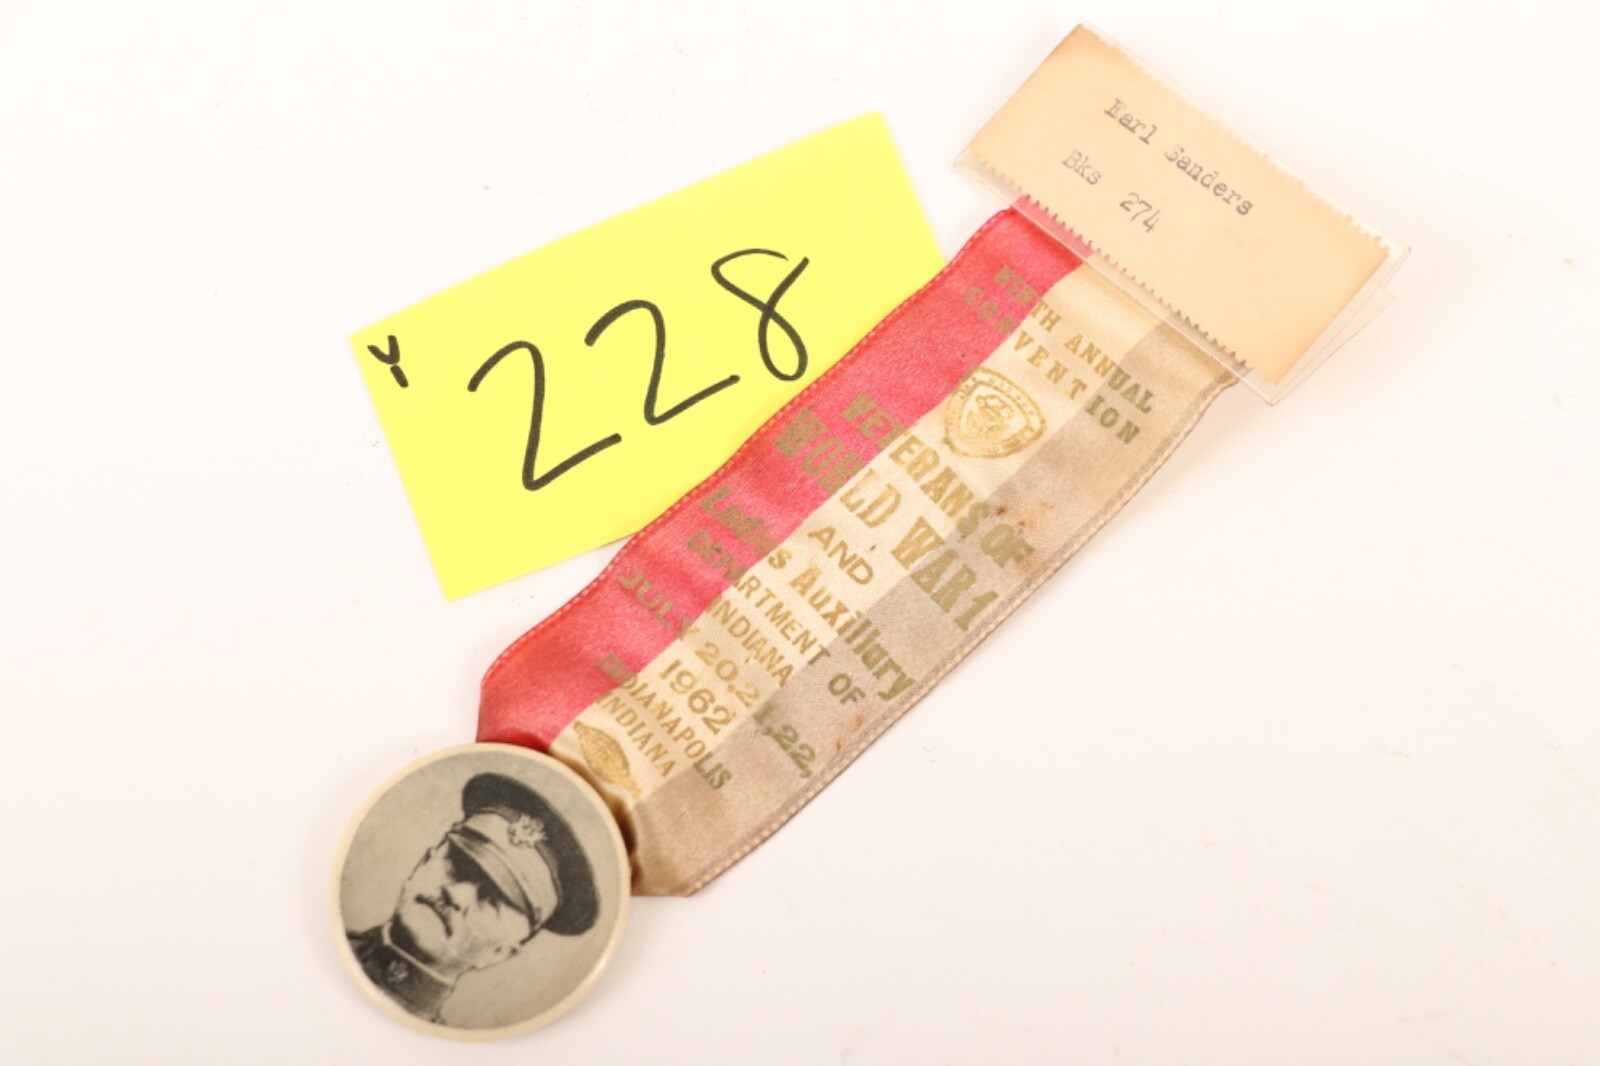 Earl Sanders
Bks 274
228
NINTH ANNUAL
CONVENTION
VETERANS OF
WORLD WAR 1
AND
Ladies Auxiliary
DEPARTMENT OF
INDIANA
JULY 20,21,22,
1962
INDIANAPOLIS
INDIANA